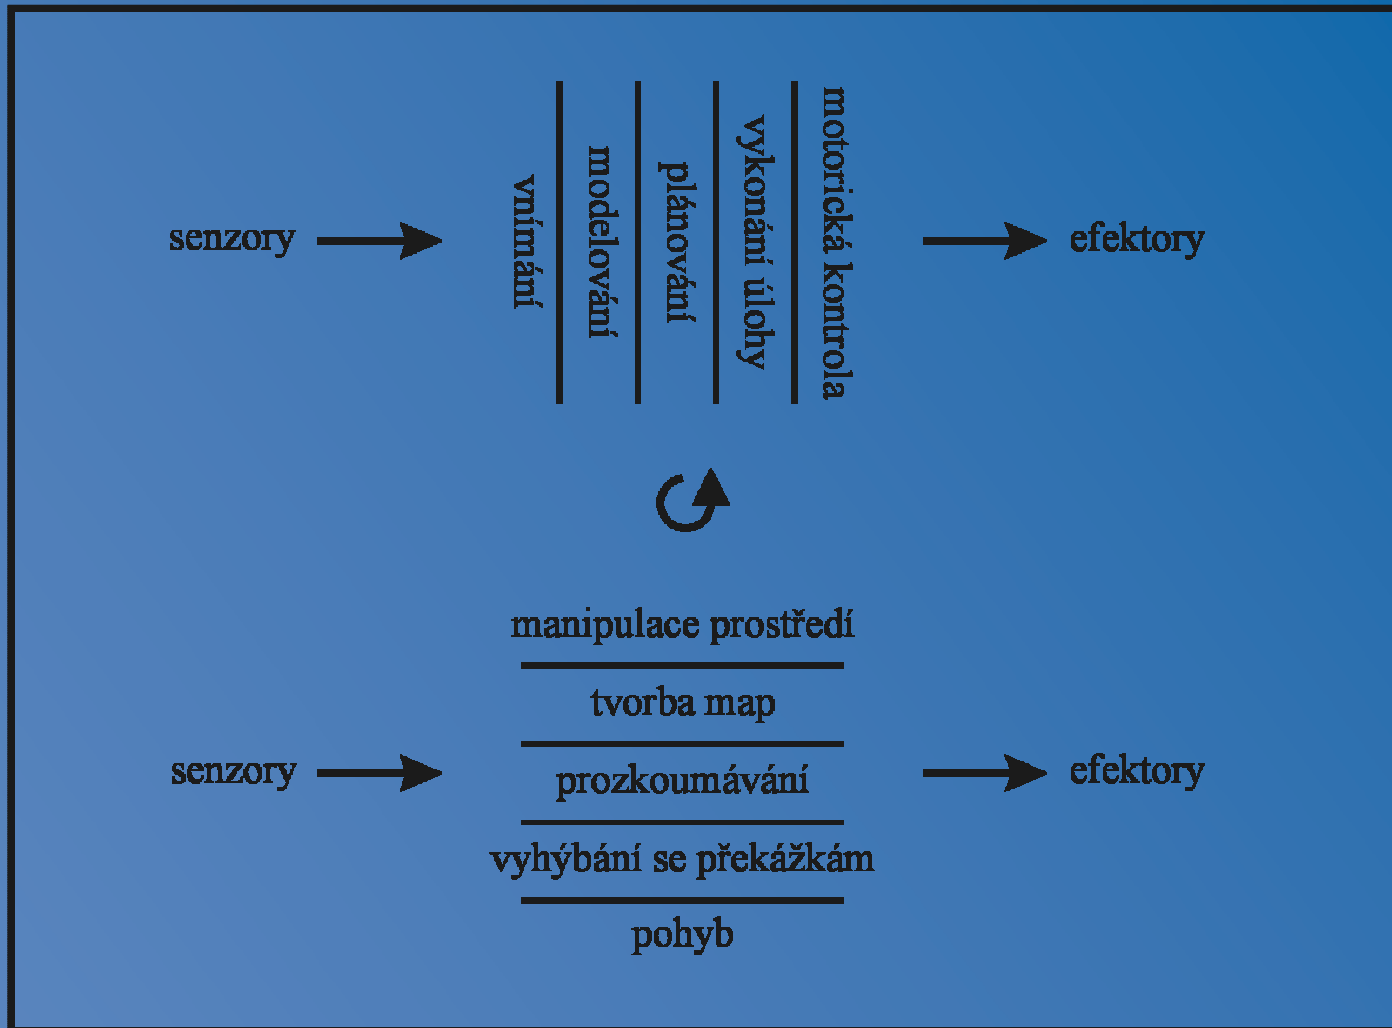 senzory
vnímání
modelování
plánování
vykonání úlohy
motorická kontrola
efektory
manipulace prostředí
tvorba map
senzory
prozkoumávání
efektory
vyhýbání se překážkám
pohyb